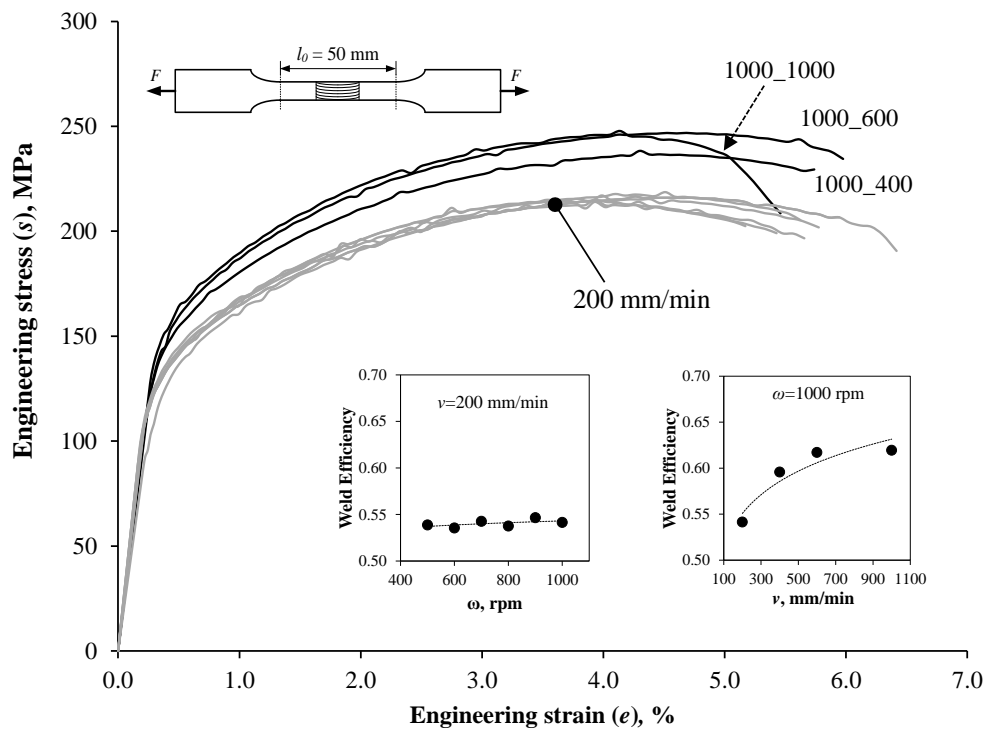 300
250
200
150
100
50
0
Engineering stress (s), MPa
l0 = 50 mm
F
F
1000_1000
1000_600
1000_400
200 mm/min
0.70
0.65
0.60
0.55
0.50
Weld Efficiency
v=200 mm/min
400 600 800 1000
ω, rpm
0.70
0.65
0.60
0.55
0.50
Weld Efficiency
ω=1000 rpm
100 300 500 700 900 1100
v, mm/min
0.0 1.0 2.0 3.0 4.0 5.0 6.0 7.0
Engineering strain (e), %